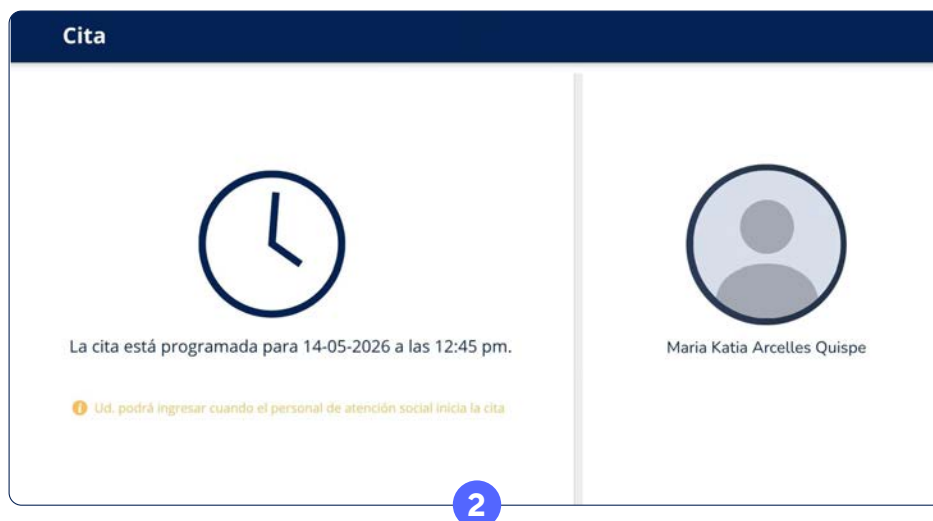 Cita
La cita está programada para 14-05-2026 a las 12:45 pm.
Ud. podrá ingresar cuando el personal de atención social inicia la cita
Maria Katia Arcelles Quispe
2